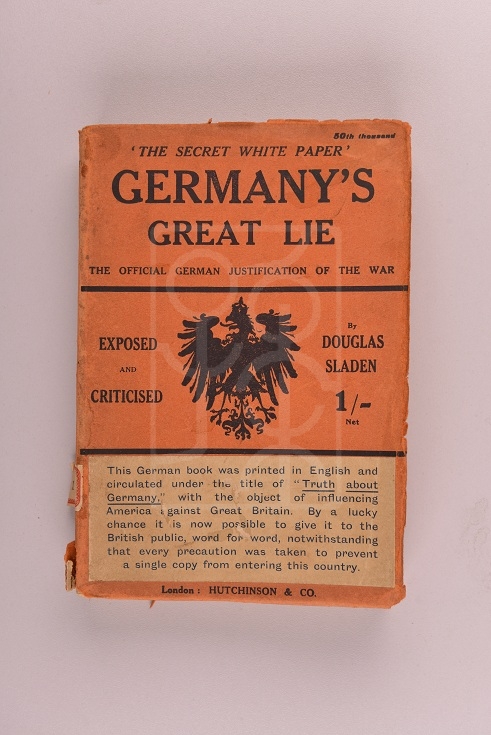 50th thousand
'THE SECRET WHITE PAPER'
GERMANY'S
GREAT LIE
THE OFFICIAL GERMAN JUSTIFICATION OF THE WAR
EXPOSED
AND
CRITICISED
By
DOUGLAS
SLADEN
1/-
Net
This German book was printed in English and
circulated under the title of "Truth about
Germany," with the object of influencing
America against Great Britain. By a lucky
chance it is now possible to give it to the
British public, word for word, notwithstanding
that every precaution was taken to prevent
a single copy from entering this country.
London: HUTCHINSON & CO.